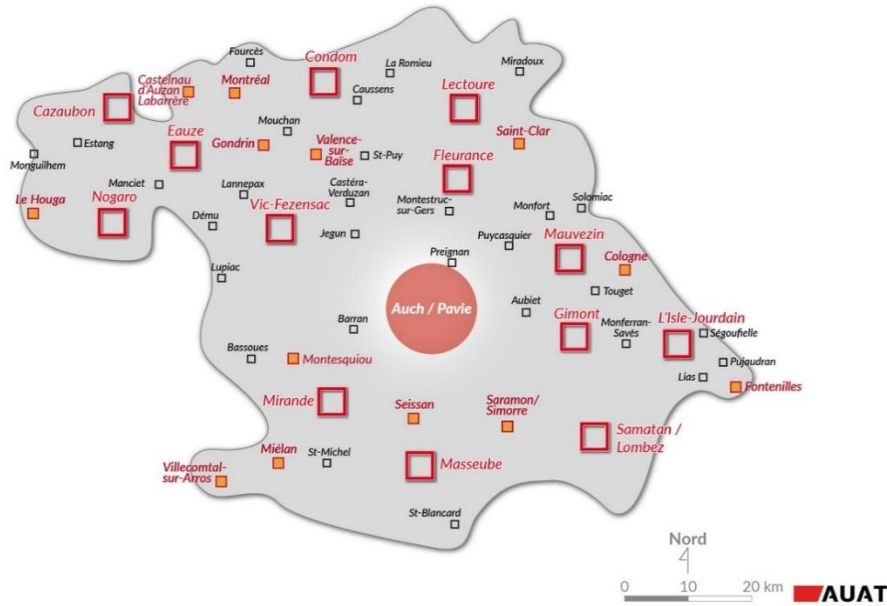 Fourcès
Condom
La Romieu
Miradoux
Castelnau
d'Auzan
Labarrère
Montréal
Caussens
Lectoure
Cazaubon
Mouchan
Eauze
Gondrin
Valence-
sur-
Baïse
St-Puy
Saint-Clar
Estang
Monguilhem
Fleurance
Manciet
Lannepax
Castéra-
Verduzan
Montestruc-
sur-Gers
Monfort
Solomiac
Le Houga
Nogaro
Vic-Fezensac
Dému
Jegun
Puycasquier
Mauvezin
Preignan
Cologne
Lupiac
Auch / Pavie
Touget
Aubiet
Gimont
Monferran-
Savès
L'Isle-Jourdain
Ségoufielle
Barran
Bassoues
Montesquiou
Pujaudran
Lias
Fontenilles
Mirande
Seissan
Saramon/
Simorre
Samatan /
Lombez
Miélan
St-Michel
Masseube
Villecomtal-
sur-Arros
St-Blancard
Nord
0 10 20 km
AUAT